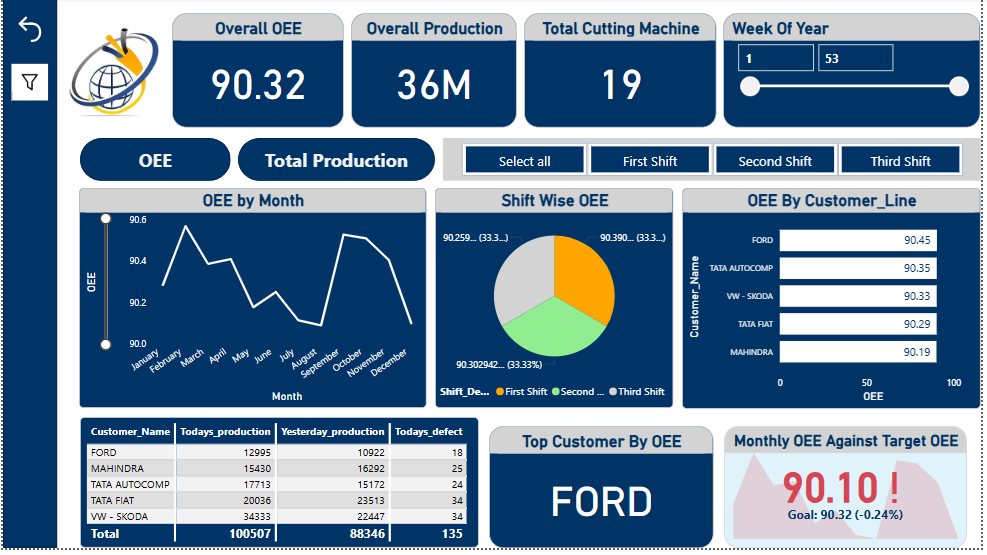 Overall OEE
90.32
Overall Production
36M
Total Cutting Machine
19
Week Of Year
1 53
OEE
Total Production
Select all First Shift Second Shift Third Shift
OEE by Month
90.6
90.4
90.2
90.0
OEE
January February March April May June July August September October November December
Month
Shift Wise OEE
90.259... (33.3...) 90.390... (33.3...)
90.302942... (33.33%)
Shift_De... First Shift Second ... Third Shift
OEE By Customer_Line
Customer_Name
FORD 90.45
TATA AUTOCOMP 90.35
VW - SKODA 90.33
TATA FIAT 90.29
MAHINDRA 90.19
0 50 100
OEE
Customer_Name Todays_production Yesterday_production Todays_defect
FORD 12995 10922 18
MAHINDRA 15430 16292 25
TATA AUTOCOMP 17713 15172 24
TATA FIAT 20036 23513 34
VW - SKODA 34333 22447 34
Total 100507 88346 135
Top Customer By OEE
FORD
Monthly OEE Against Target OEE
90.10 !
Goal: 90.32 (-0.24%)